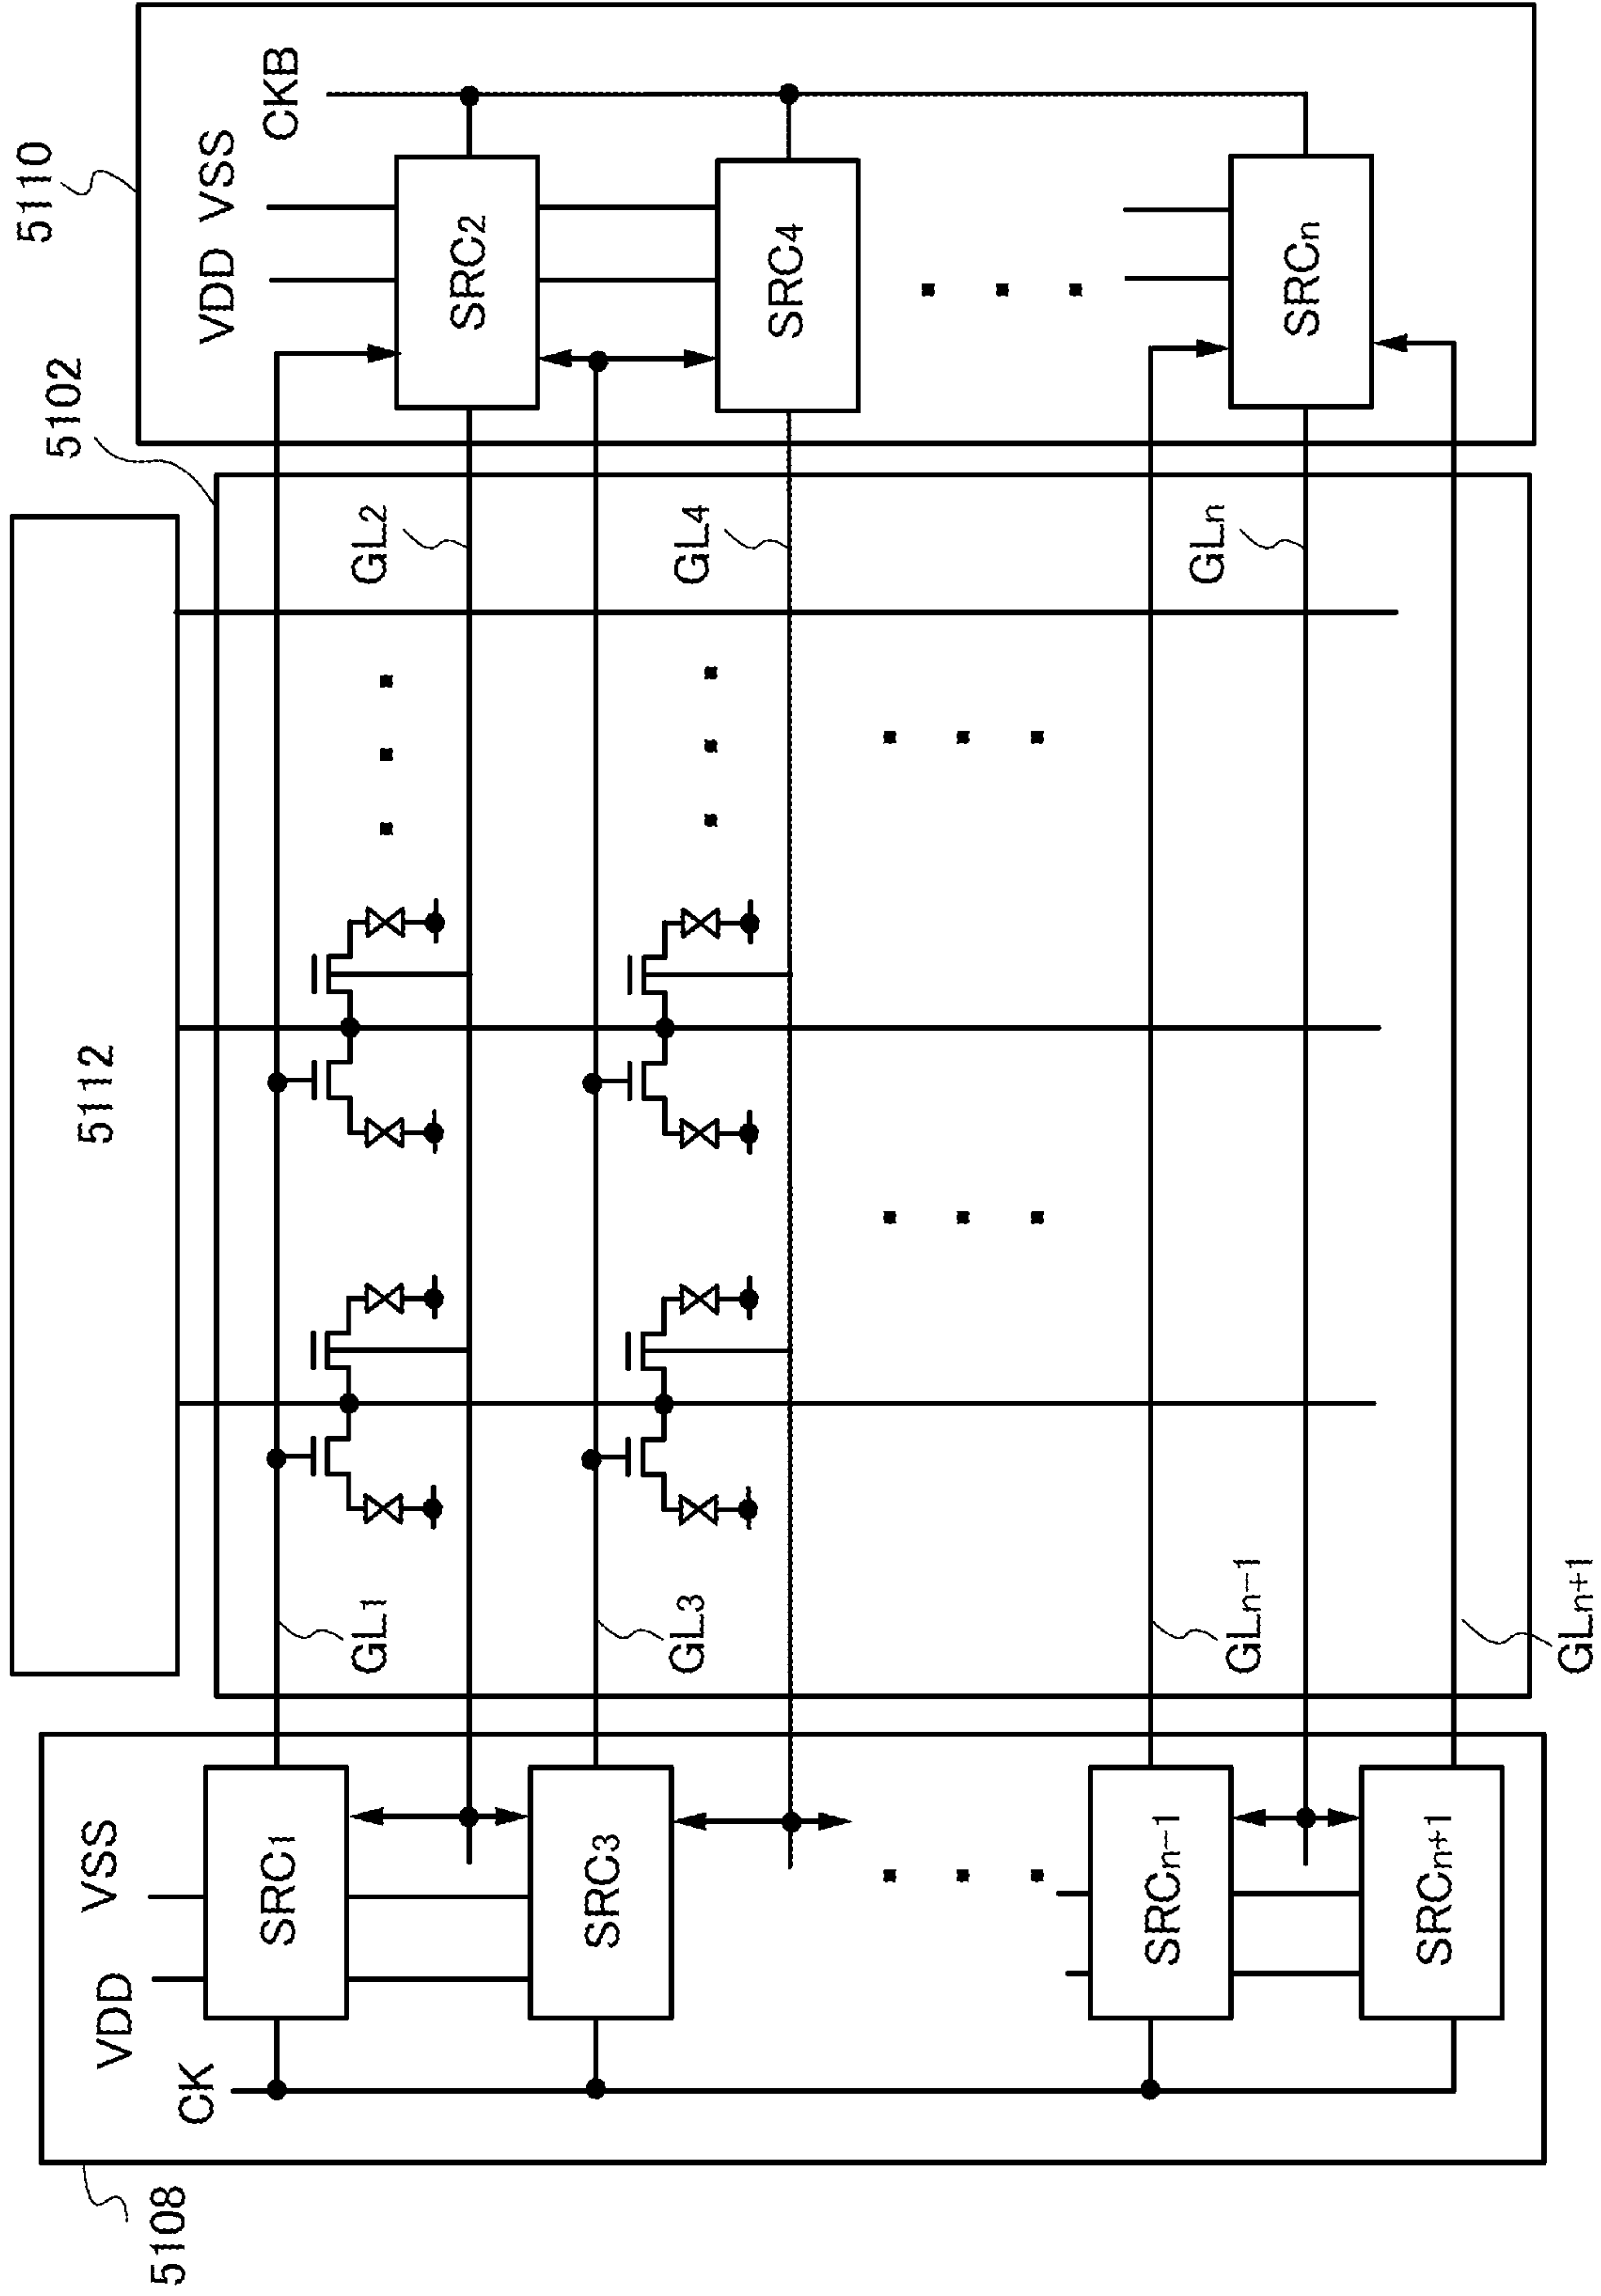 5112
5102
5110
5108
VDD
VSS
CK
SRC1
SRC3
SRCn−1
SRCn+1
GL1
GL3
GLn−1
GLn+1
GL2
GL4
GLn
VDD
VSS
CKB
SRC2
SRC4
SRCn